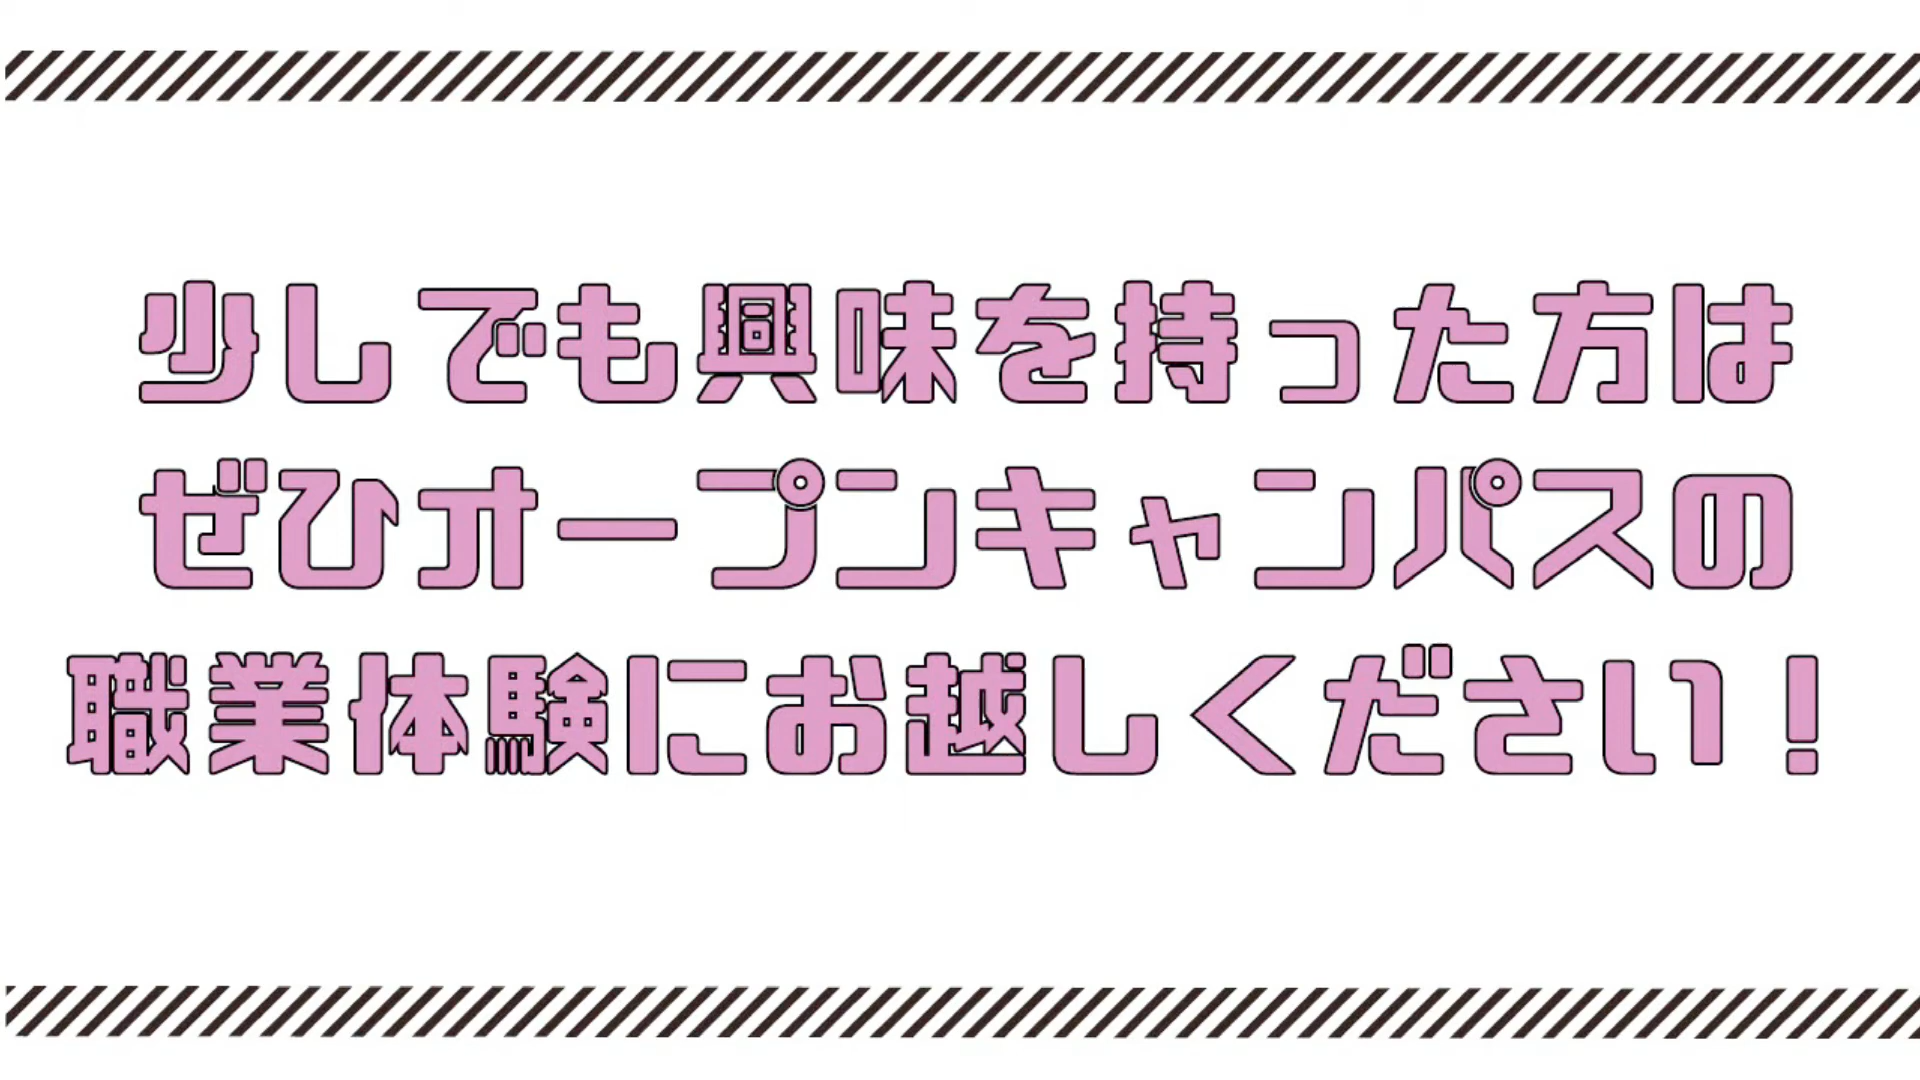 少しでも興味を持った方は
ぜひオープンキャンパスの
職業体験にお越しください！